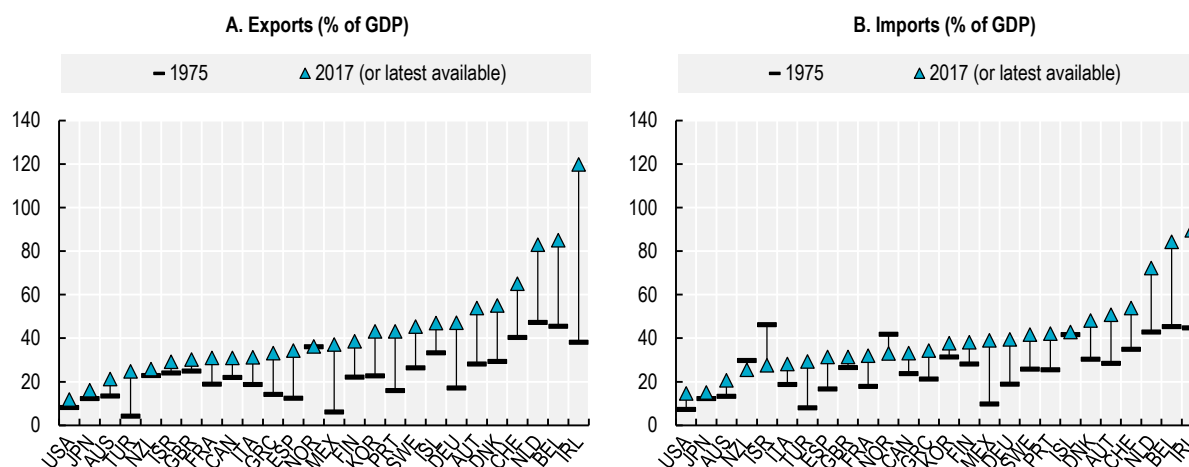 A. Exports (% of GDP)
1975
2017 (or latest available)
140
120
100
80
60
40
20
0
USA
JPN
AUS
TUR
NZL
ISR
GBR
FRA
CAN
ITA
GRC
ESP
NOR
MEX
FIN
KOR
PRT
SWE
ISL
DEU
AUT
DNK
CHE
NLD
BEL
IRL
B. Imports (% of GDP)
1975
2017 (or latest available)
140
120
100
80
60
40
20
0
USA
JPN
AUS
NZL
ISR
ITA
TUR
ESP
GBR
FRA
NOR
CAN
GRC
KOR
FIN
MEX
DEU
SWE
PRT
ISL
DNK
AUT
CHE
NLD
BEL
IRL